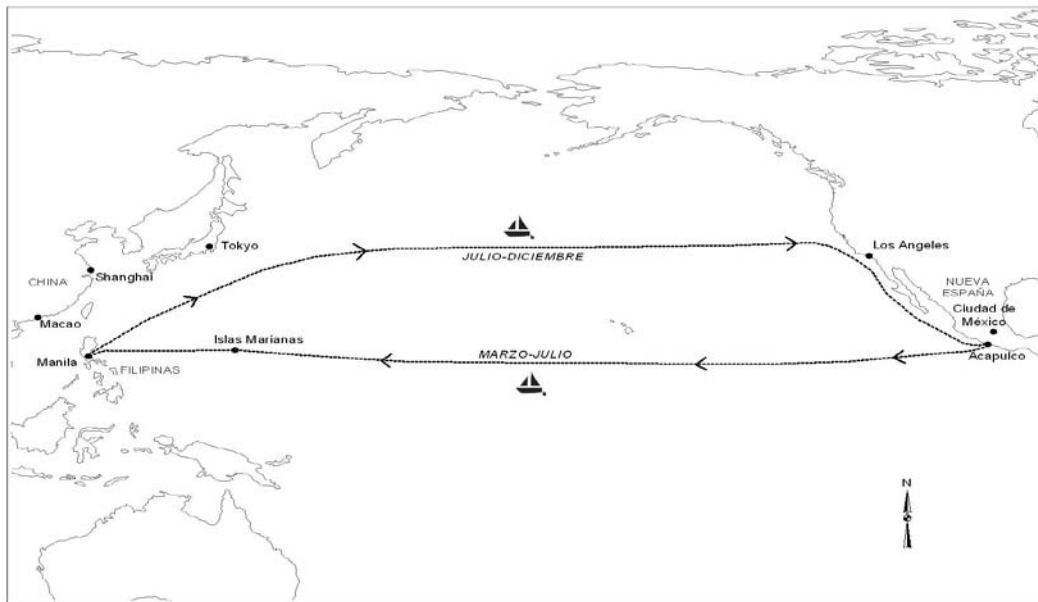 N
Tokyo
JULIO-DICIEMBRE
Los Angeles
CHINA
Shanghai
NUEVA
ESPAÑA
Ciudad de
México
Macao
Islas Marianas
MARZO-JULIO
Acapulco
Manila
FILIPINAS